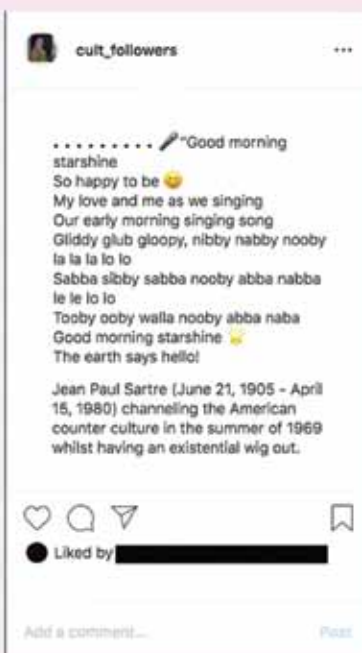 cult_followers
...
. . . . . . . . . 🎤 "Good morning
starshine
So happy to be 😄
My love and me as we singing
Our early morning singing song
Gliddy glub gloopy, nibby nabby nooby
la la la lo lo
Sabba sibby sabba nooby abba nabba
le le lo lo
Tooby ooby walla nooby abba naba
Good morning starshine 🌟
The earth says hello!
Jean Paul Sartre (June 21, 1905 - April
15, 1980) channeling the American
counter culture in the summer of 1969
whilst having an existential wig out.
Liked by
Add a comment...
Post